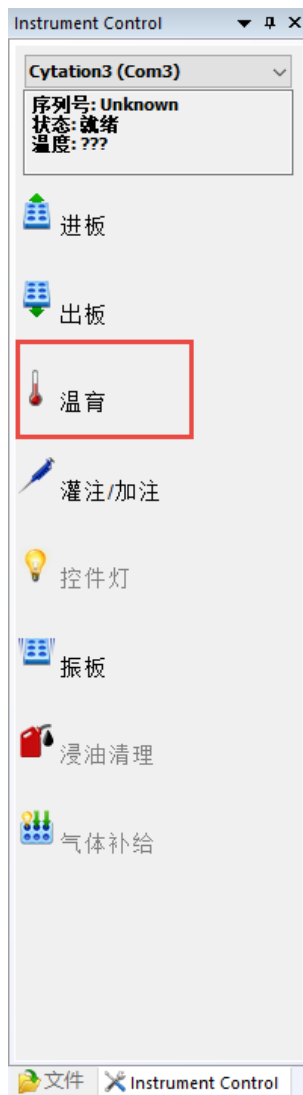 Instrument Control
Cytation3 (Com3)
序列号: Unknown
状态: 就绪
温度: ???
进板
出板
温育
灌注/加注
控件灯
振板
浸油清理
气体补给
文件
Instrument Control